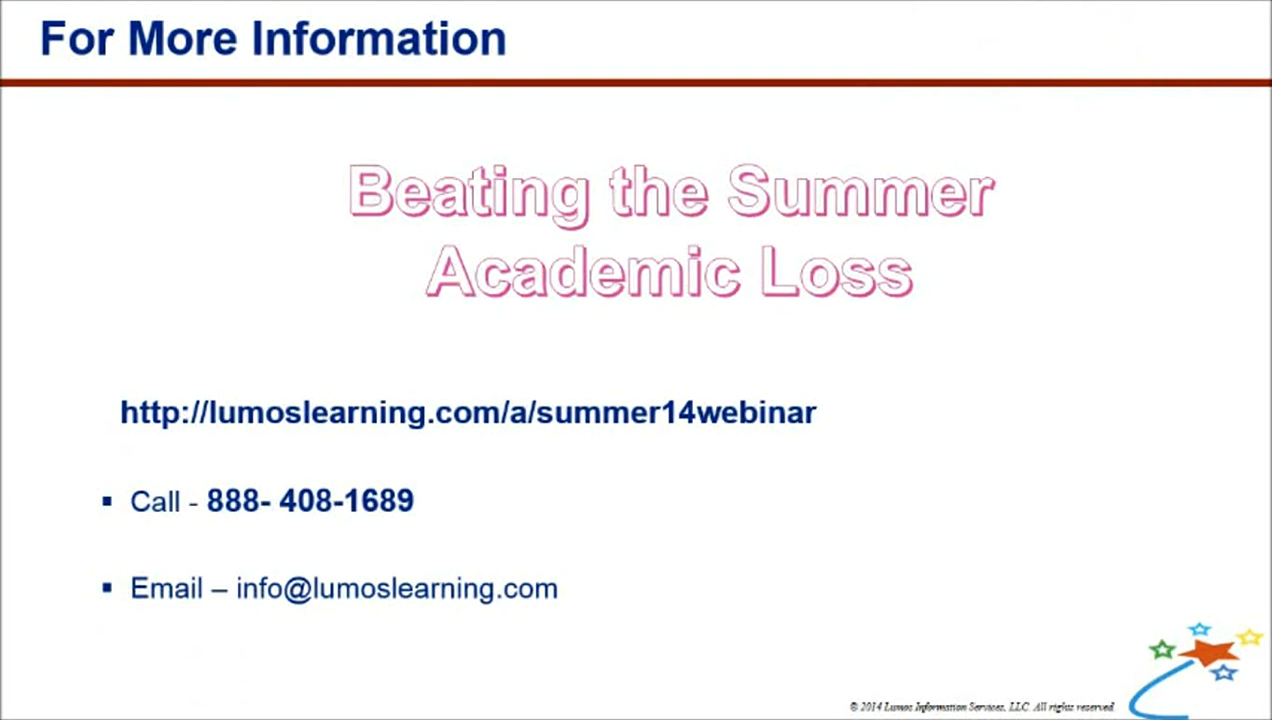 For More Information
Beating the Summer
Academic Loss
http://lumoslearning.com/a/summer14webinar
▪ Call - 888- 408-1689
▪ Email – info@lumoslearning.com
© 2014 Lumos Information Services, LLC. All rights reserved.